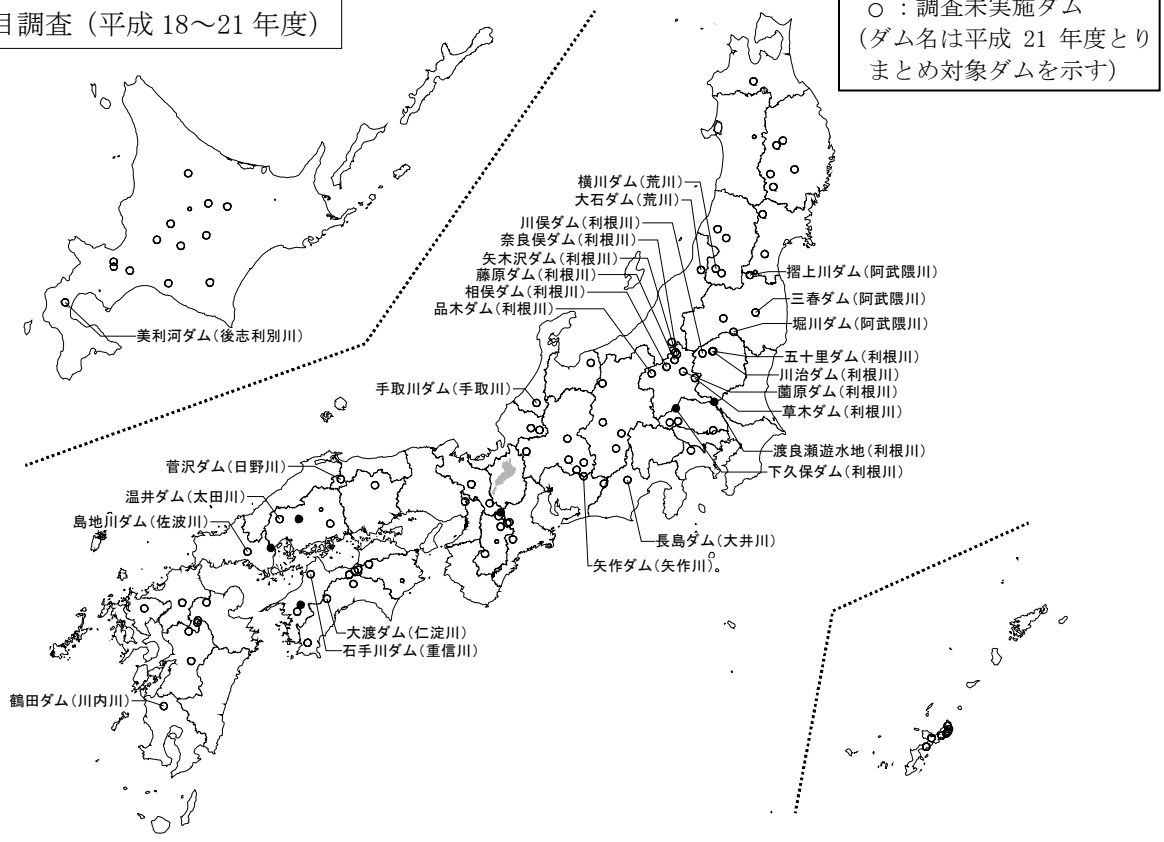 目調査（平成 18～21 年度）
○ ：調査未実施ダム
（ダム名は平成 21 年度とり
まとめ対象ダムを示す）
横川ダム（荒川）
大石ダム（荒川）
川俣ダム（利根川）
奈良俣ダム（利根川）
矢木沢ダム（利根川）
藤原ダム（利根川）
相俣ダム（利根川）
品木ダム（利根川）
摺上川ダム（阿武隈川）
三春ダム（阿武隈川）
堀川ダム（阿武隈川）
美利河ダム（後志利別川）
五十里ダム（利根川）
川治ダム（利根川）
薗原ダム（利根川）
草木ダム（利根川）
手取川ダム（手取川）
渡良瀬遊水地（利根川）
下久保ダム（利根川）
菅沢ダム（日野川）
温井ダム（太田川）
島地川ダム（佐波川）
長島ダム（大井川）
矢作ダム（矢作川）
大渡ダム（仁淀川）
石手川ダム（重信川）
鶴田ダム（川内川）